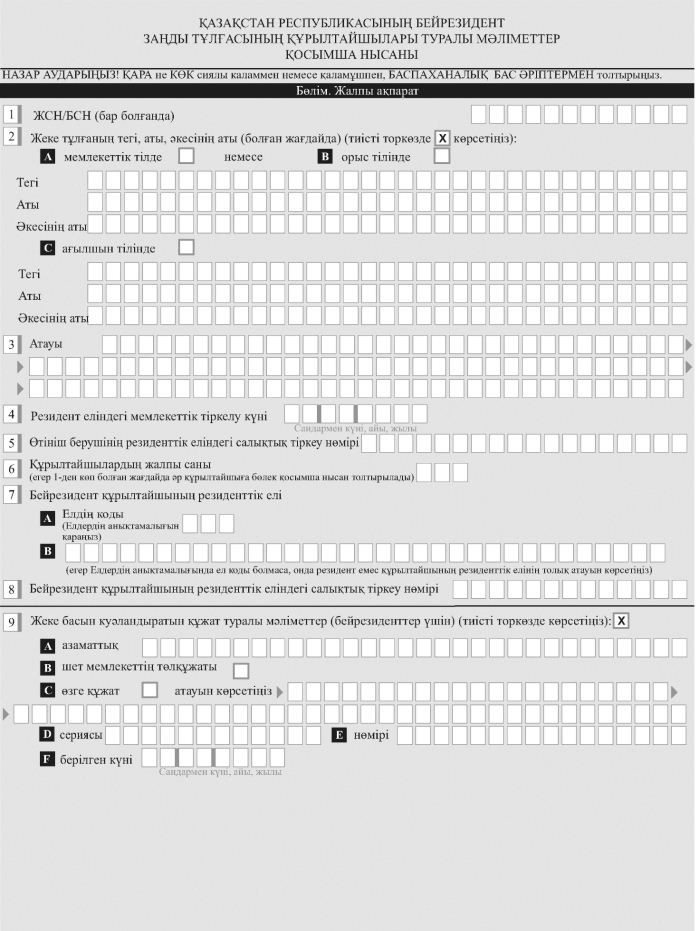 ҚАЗАҚСТАН РЕСПУБЛИКАСЫНЫҢ БЕЙРЕЗИДЕНТ
ЗАҢДЫ ТҰЛҒАСЫНЫҢ ҚҰРЫЛТАЙШЫЛАРЫ ТУРАЛЫ МӘЛІМЕТТЕР
ҚОСЫМША НЫСАНЫ
НАЗАР АУДАРЫҢЫЗ! ҚАРА не КӨК сиялы қаламмен немесе қаламұшпен, БАСПАХАНАЛЫҚ БАС ӘРІПТЕРМЕН толтырыңыз.
Бөлім. Жалпы ақпарат
1 ЖСН/БСН (бар болғанда)
2 Жеке тұлғаның тегі, аты, әкесінің аты (болған жағдайда) (тиісті торкөзде X көрсетіңіз):
A мемлекеттік тілде немесе B орыс тілінде
Тегі
Аты
Әкесінің аты
C ағылшын тілінде
Тегі
Аты
Әкесінің аты
3 Атауы
4 Резидент еліндегі мемлекеттік тіркелу күні
Сандармен күні, айы, жылы
5 Өтініш берушінің резиденттік еліндегі салықтық тіркеу нөмірі
6 Құрылтайшылардың жалпы саны
(егер 1-ден көп болған жағдайда әр құрылтайшыға бөлек қосымша нысан толтырылады)
7 Бейрезидент құрылтайшының резиденттік елі
A Елдің коды
(Елдердің анықтамалығын
қараңыз)
B
(егер Елдердің анықтамалығында ел коды болмаса, онда резидент емес құрылтайшының резиденттік елінің толық атауын көрсетіңіз)
8 Бейрезидент құрылтайшының резиденттік еліндегі салықтық тіркеу нөмірі
9 Жеке басын куәландыратын құжат туралы мәліметтер (бейрезиденттер үшін) (тиісті торкөзде көрсетіңіз): X
A азаматтық
B шет мемлекеттің төлқұжаты
C өзге құжат атауын көрсетіңіз
D сериясы E нөмірі
F берілген күні
Сандармен күні, айы, жылы